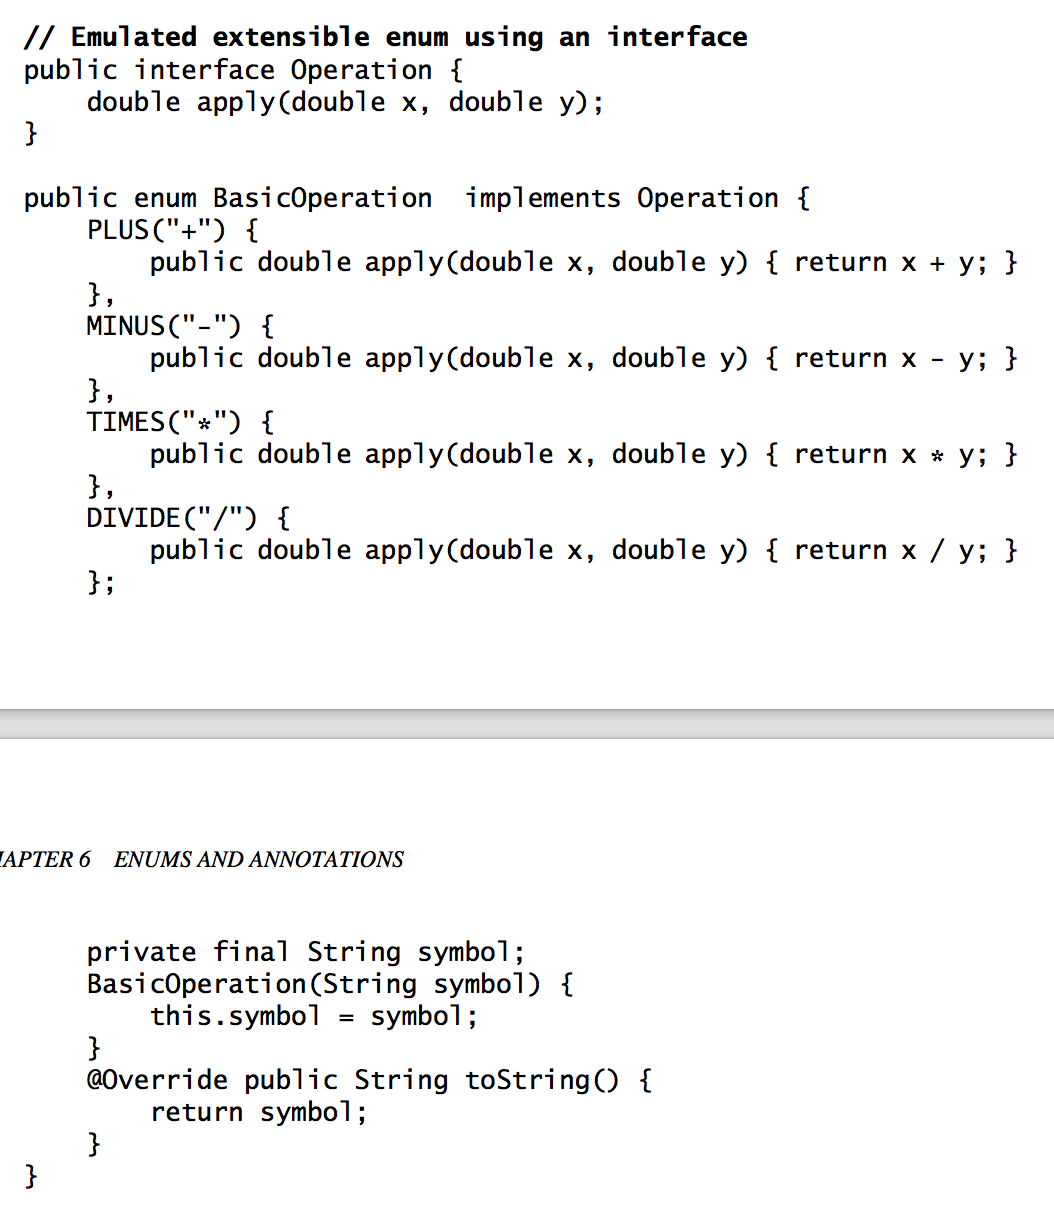 // Emulated extensible enum using an interface
public interface Operation {
    double apply(double x, double y);
}
public enum BasicOperation  implements Operation {
    PLUS("+") {
        public double apply(double x, double y) { return x + y; }
    },
    MINUS("-") {
        public double apply(double x, double y) { return x - y; }
    },
    TIMES("*") {
        public double apply(double x, double y) { return x * y; }
    },
    DIVIDE("/") {
        public double apply(double x, double y) { return x / y; }
    };
APTER 6 ENUMS AND ANNOTATIONS
    private final String symbol;
    BasicOperation(String symbol) {
        this.symbol = symbol;
    }
    @Override public String toString() {
        return symbol;
    }
}